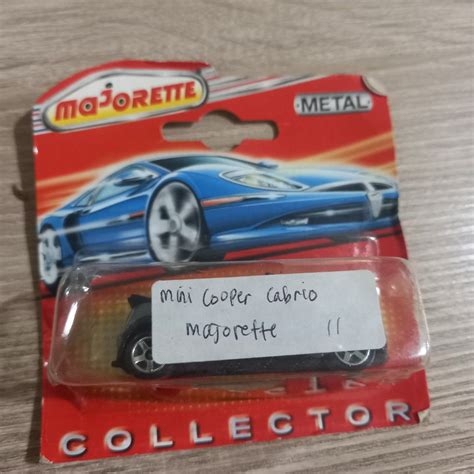 majORETTE
·METAL·
mini cooper cabrio
majorette 11
COLLECTOR